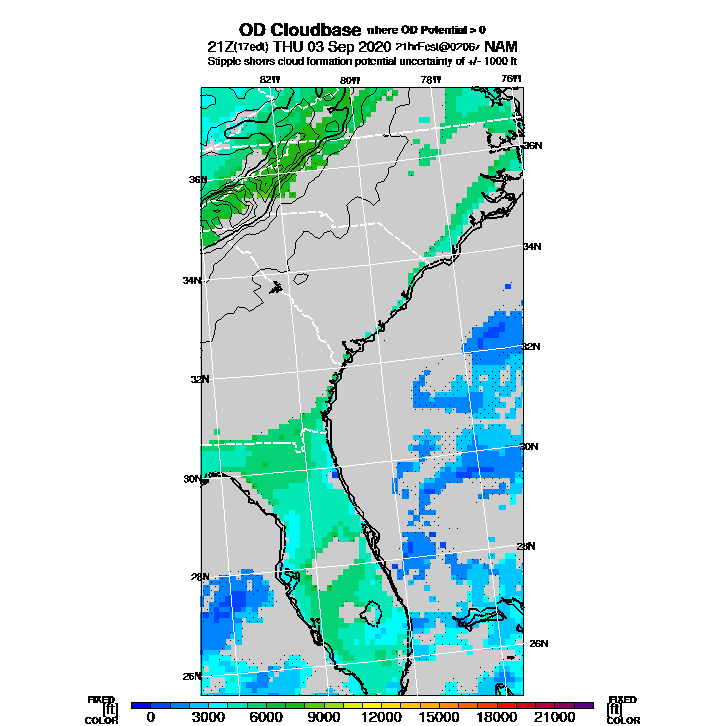 OD Cloudbase where OD Potential > 0
21Z(17edt) THU 03 Sep 2020 21hrFcst@0206z NAM
Stipple shows cloud formation potential uncertainty of +/- 1000 ft
82W 80W 78W 76W
36N
36N
34N
34N
32N
32N
30N
30N
28N
28N
26N
26N
FIXED FIXED
[ft] [ft]
COLOR 0 3000 6000 9000 12000 15000 18000 21000 COLOR